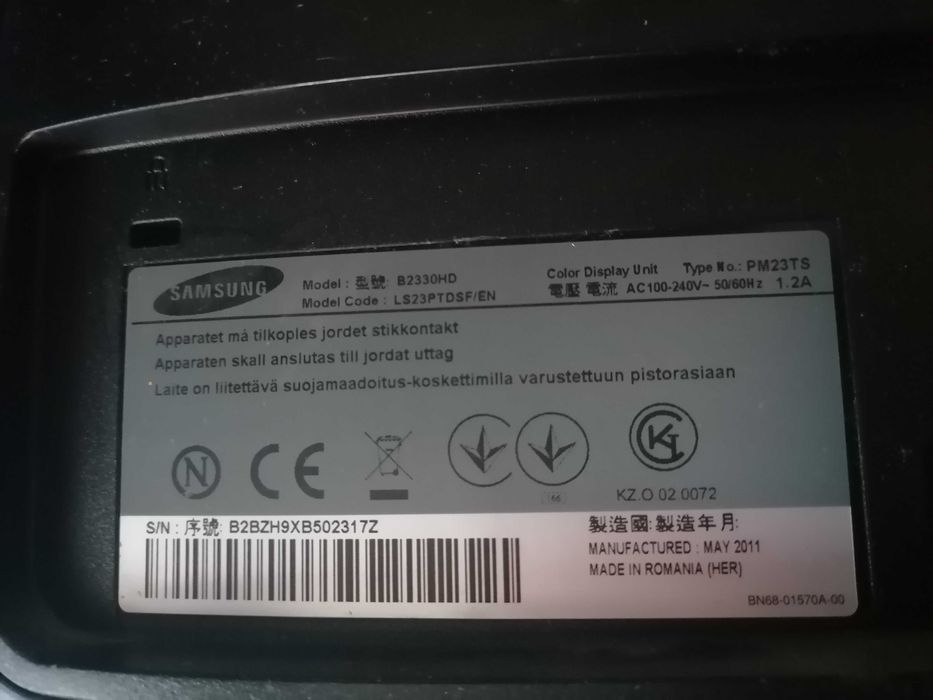 SAMSUNG
Model : 型號: B2330HD
Model Code : LS23PTDSF/EN
Color Display Unit Type No.: PM23TS
電壓 電流 AC100-240V~ 50/60Hz 1.2A
Apparatet må tilkoples jordet stikkontakt
Apparaten skall anslutas till jordat uttag
Laite on liitettävä suojamaadoitus-koskettimilla varustettuun pistorasiaan
N
CE
166
KZ.O.02.0072
S/N : 序號: B2BZH9XB502317Z
製造國: 製造年月:
MANUFACTURED : MAY 2011
MADE IN ROMANIA (HER)
BN68-01570A-00